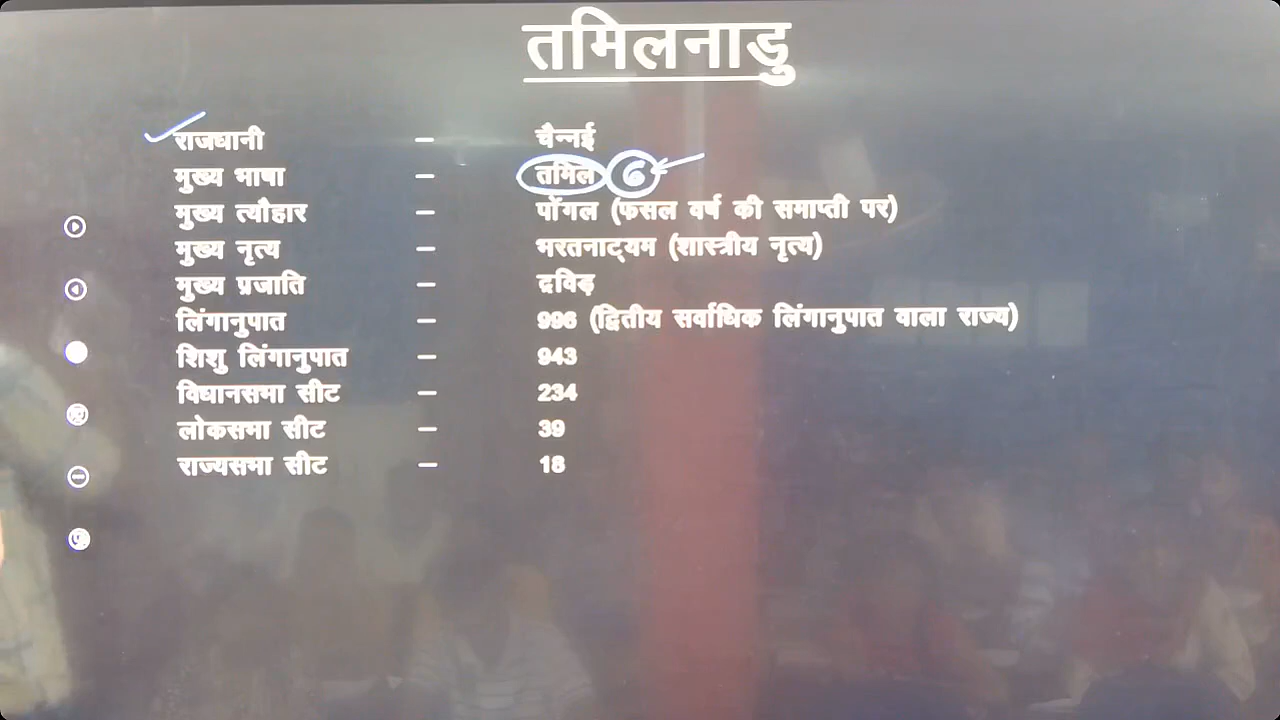 तमिलनाडु
राजधानी – चैन्नई
मुख्य भाषा – तमिल 6
मुख्य त्यौहार – पोंगल (फसल वर्ष की समाप्ती पर)
मुख्य नृत्य – भरतनाट्यम (शास्त्रीय नृत्य)
मुख्य प्रजाति – द्रविड़
लिंगानुपात – 996 (द्वितीय सर्वाधिक लिंगानुपात वाला राज्य)
शिशु लिंगानुपात – 943
विधानसभा सीट – 234
लोकसभा सीट – 39
राज्यसभा सीट – 18